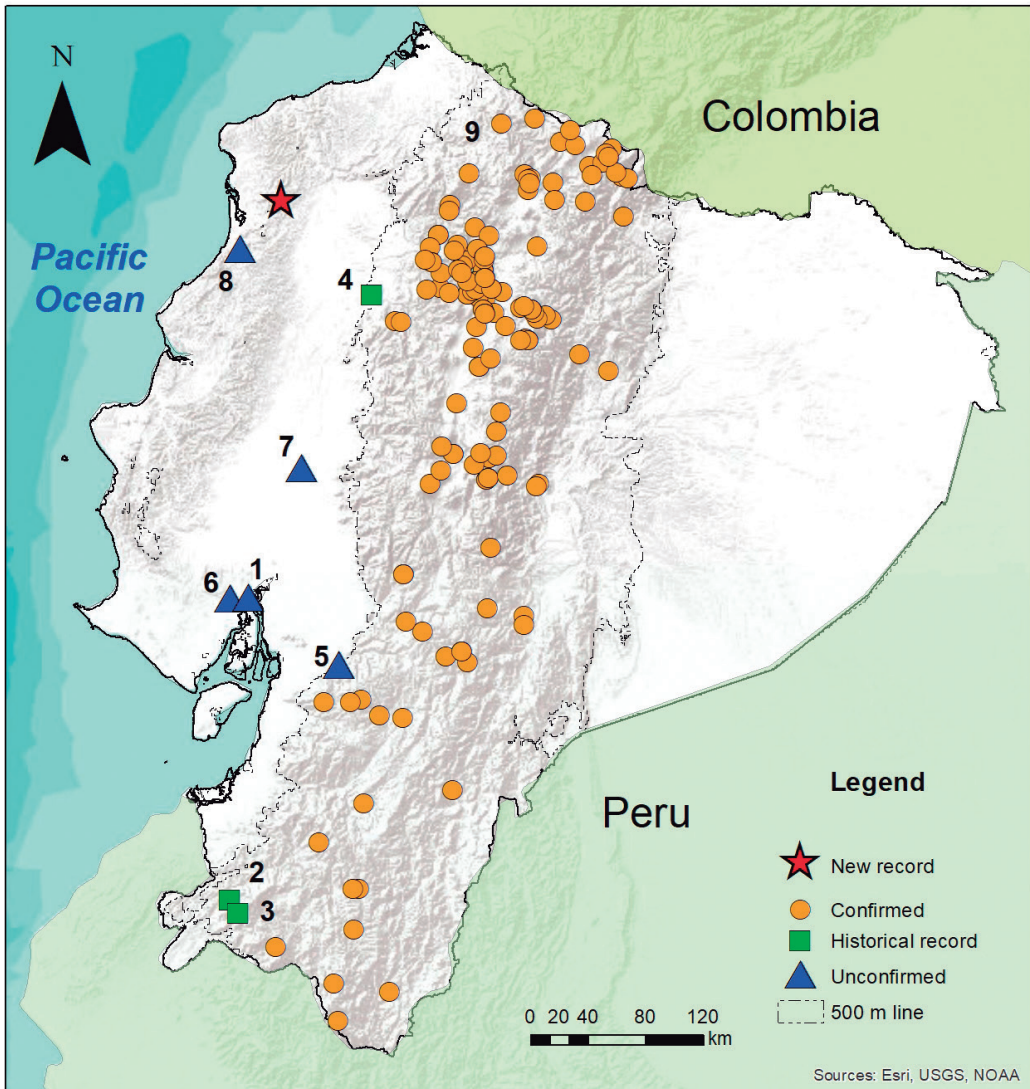 N
Colombia
9
Pacific
Ocean
8
4
7
6
1
5
Peru
2
3
Legend
New record
Confirmed
Historical record
Unconfirmed
500 m line
0 20 40 80 120
km
Sources: Esri, USGS, NOAA